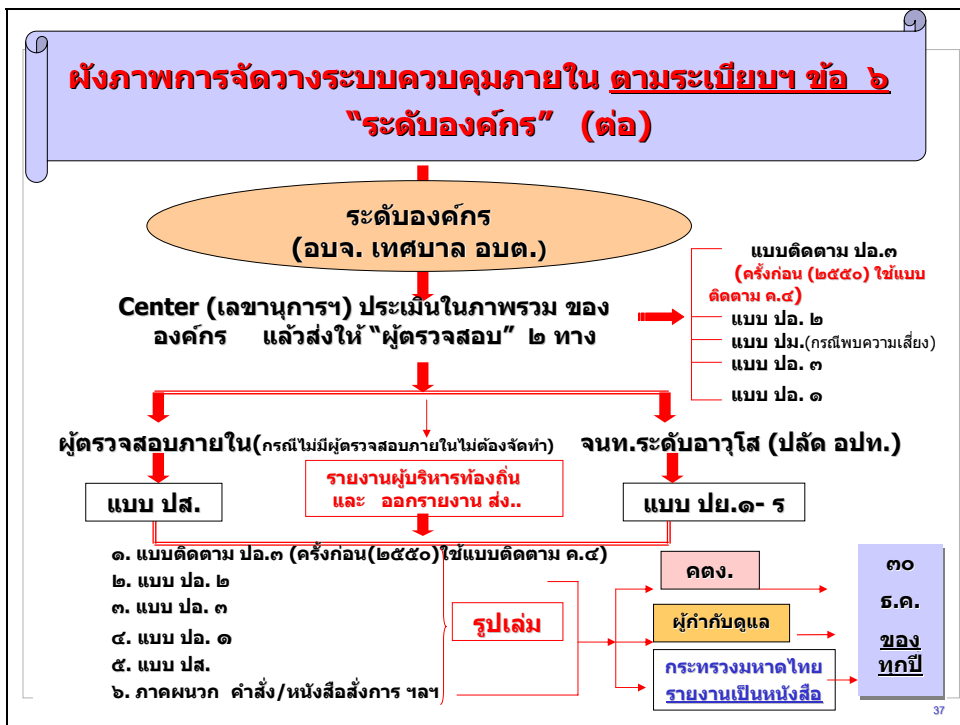 ผังภาพการจัดวางระบบควบคุมภายใน ตามระเบียบฯ ข้อ ๖
“ระดับองค์กร” (ต่อ)
ระดับองค์กร
(อบจ. เทศบาล อบต.)
Center (เลขานุการฯ) ประเมินในภาพรวม ของ
องค์กร แล้วส่งให้ “ผู้ตรวจสอบ” ๒ ทาง
แบบติดตาม ปอ.๓
(ครั้งก่อน (๒๕๕๐) ใช้แบบ
ติดตาม ค.๔)
แบบ ปอ. ๒
แบบ ปม.(กรณีพบความเสี่ยง)
แบบ ปอ. ๓
แบบ ปอ. ๑
ผู้ตรวจสอบภายใน(กรณีไม่มีผู้ตรวจสอบภายในไม่ต้องจัดทำ)
จนท.ระดับอาวุโส (ปลัด อปท.)
แบบ ปส.
รายงานผู้บริหารท้องถิ่น
และ ออกรายงาน ส่ง..
แบบ ปย.๑- ร
๑. แบบติดตาม ปอ.๓ (ครั้งก่อน(๒๕๕๐)ใช้แบบติดตาม ค.๔)
๒. แบบ ปอ. ๒
๓. แบบ ปอ. ๓
๔. แบบ ปอ. ๑
๕. แบบ ปส.
๖. ภาคผนวก คำสั่ง/หนังสือสั่งการ ฯลฯ
รูปเล่ม
คตง.
ผู้กำกับดูแล
กระทรวงมหาดไทย
รายงานเป็นหนังสือ
๓๐
ธ.ค.
ของ
ทุกปี
37